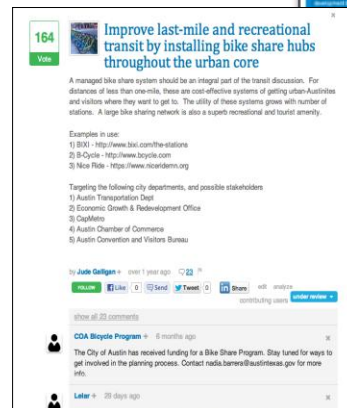 164
Vote
Improve last-mile and recreational
transit by installing bike share hubs
throughout the urban core
A managed bike share system should be an integral part of the transit discussion. For
distances of less than one-mile, these are cost-effective systems of getting urban-Austinites
and visitors where they want to get to. The utility of these systems grows with number of
stations. A large bike sharing network is also a superb recreational and tourist amenity.
Examples in use:
1) BIXI - http://www.bixi.com/the-stations
2) B-Cycle - http://www.bcycle.com
3) Nice Ride - https://www.niceridemn.org
Targeting the following city departments, and possible stakeholders
1) Austin Transportation Dept
2) Economic Growth & Redevelopment Office
3) CapMetro
4) Austin Chamber of Commerce
5) Austin Convention and Visitors Bureau
by Jude Galligan + over 1 year ago 23
FOLLOW Like 0 Send Tweet 0 Share edit analyze
contributing users under review
show all 23 comments
COA Bicycle Program + 6 months ago x
The City of Austin has received funding for a Bike Share Program. Stay tuned for ways to
get involved in the planning process. Contact nadia.barrera@austintexas.gov for more
info.
Lalar + 28 days ago x